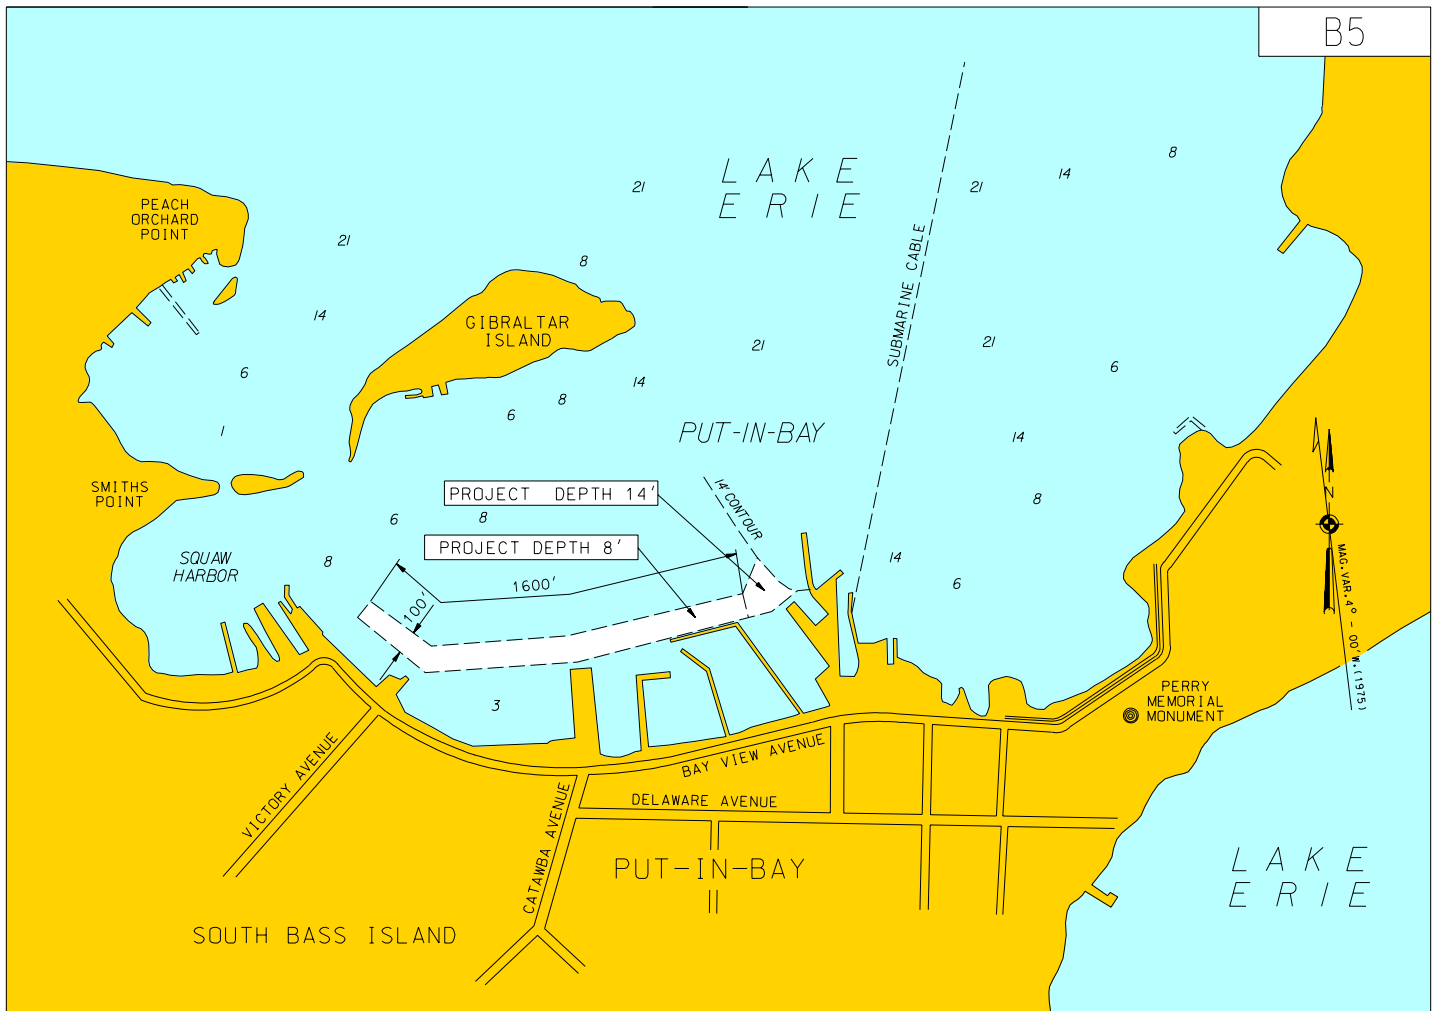 B5
8
14
LAKE
ERIE
21
21
PEACH
ORCHARD
POINT
21
8
SUBMARINE CABLE
14
GIBRALTAR
ISLAND
21
21
6
6
14
8
6
1
PUT-IN-BAY
14
SMITHS
POINT
PROJECT DEPTH 14'
14' CONTOUR
8
N
6
8
PROJECT DEPTH 8'
SQUAW
HARBOR
8
14
6
1600'
100'
MAG. VAR. 4° - 00' W. (1975)
3
PERRY
MEMORIAL
MONUMENT
BAY VIEW AVENUE
VICTORY AVENUE
DELAWARE AVENUE
CATAWBA AVENUE
PUT-IN-BAY
LAKE
ERIE
SOUTH BASS ISLAND